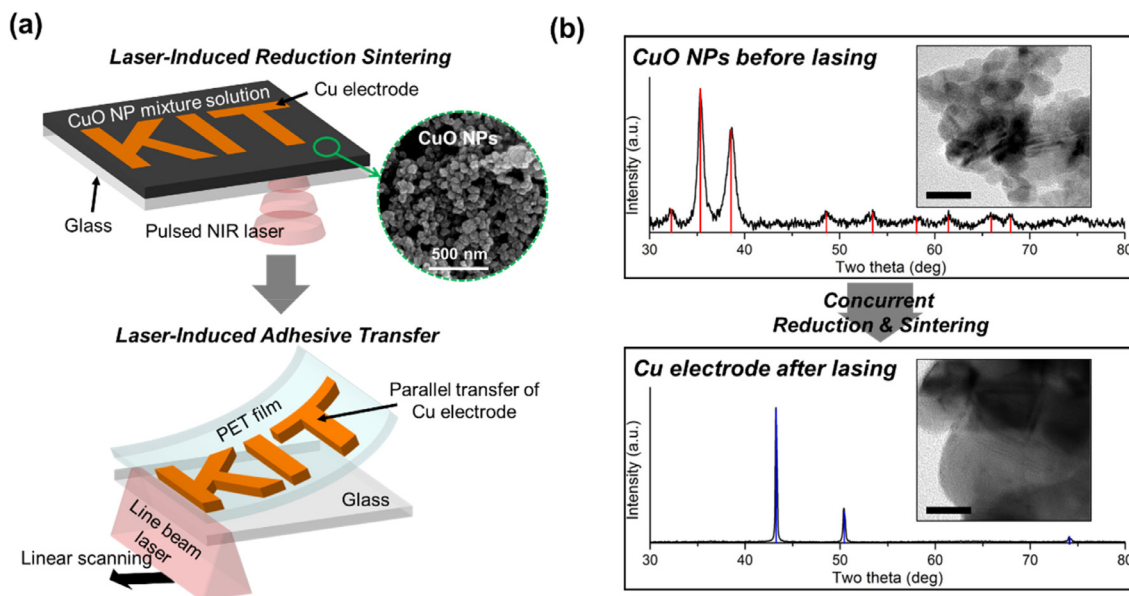 (a)
Laser-Induced Reduction Sintering
Cu electrode
CuO NP mixture solution
KIT
CuO NPs
500 nm
Glass
Pulsed NIR laser
Laser-Induced Adhesive Transfer
Parallel transfer of
Cu electrode
PET film
KIT
Glass
Line beam
laser
Linear scanning
(b)
CuO NPs before lasing
Intensity (a.u.)
30 40 50 60 70 80
Two theta (deg)
Concurrent
Reduction & Sintering
Cu electrode after lasing
Intensity (a.u.)
30 40 50 60 70 80
Two theta (deg)